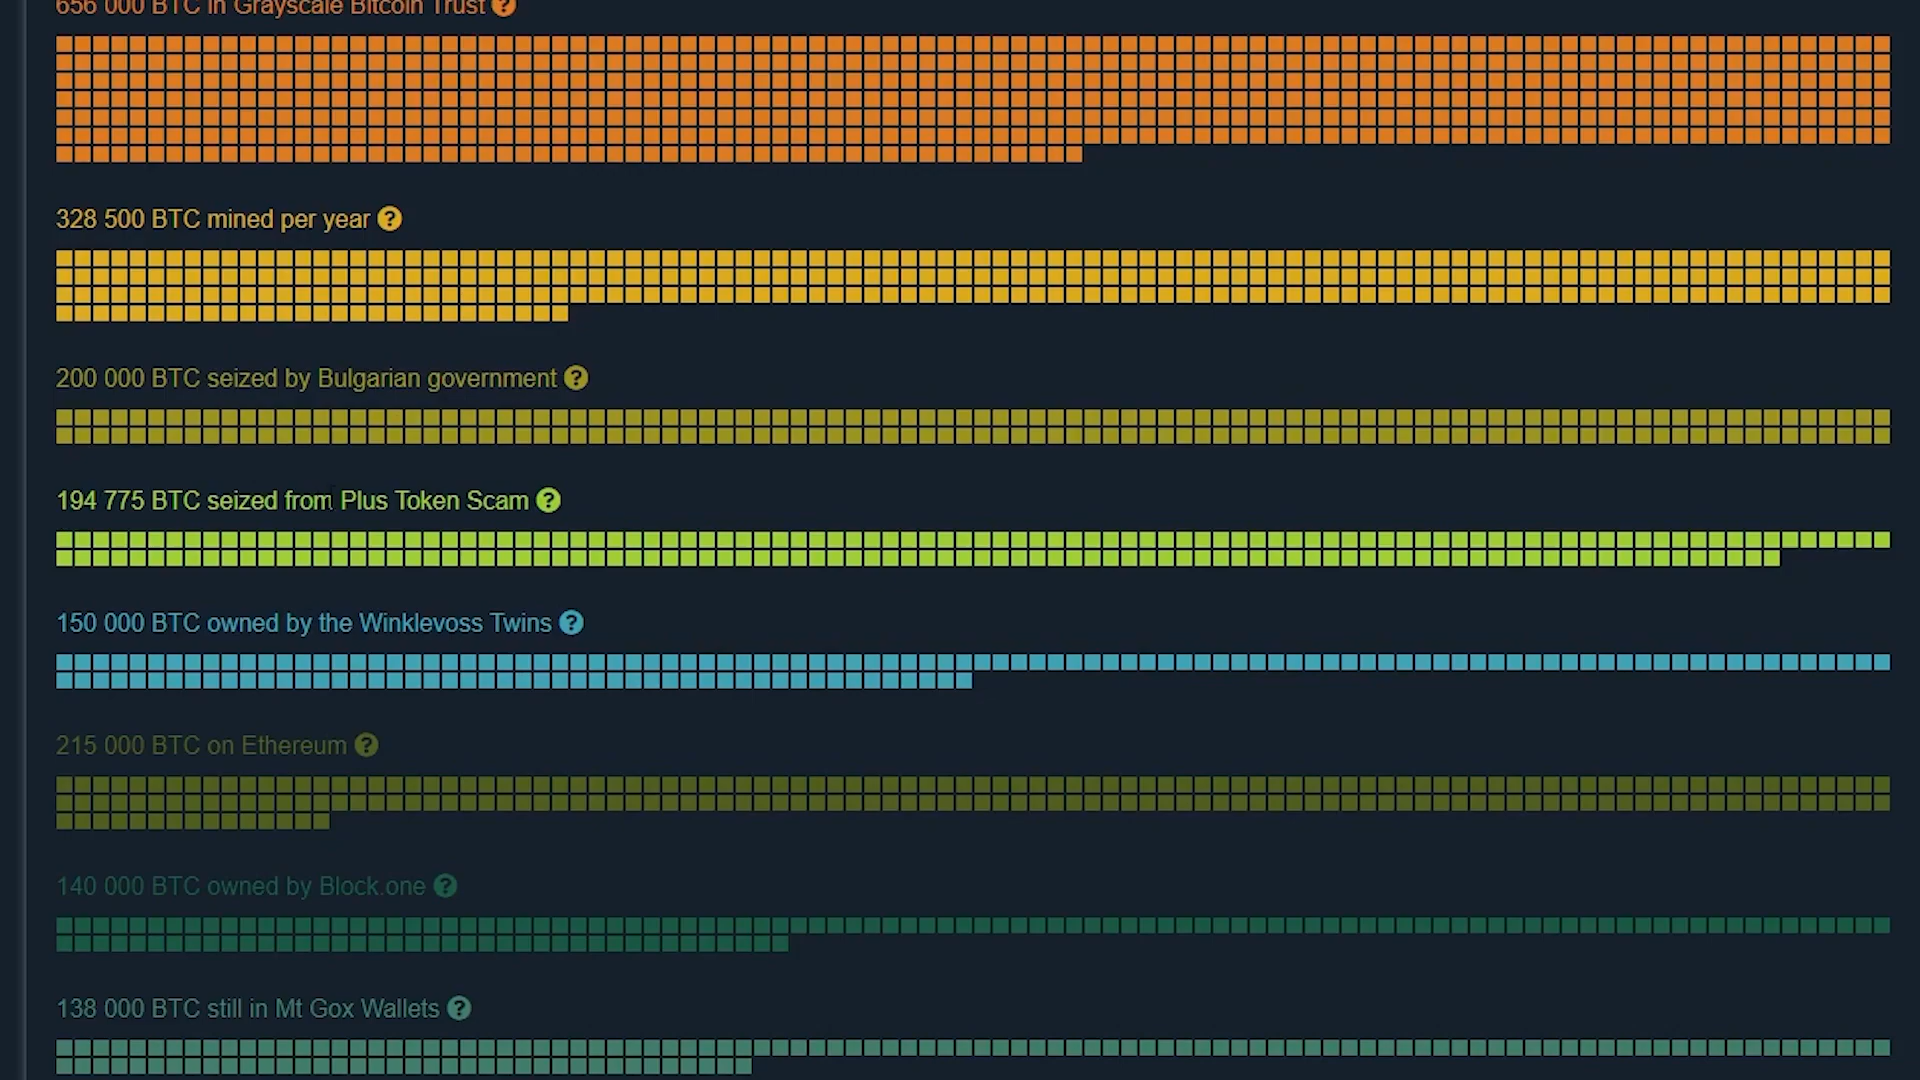 656 000 BTC in Grayscale Bitcoin Trust ?
328 500 BTC mined per year ?
200 000 BTC seized by Bulgarian government ?
194 775 BTC seized from Plus Token Scam ?
150 000 BTC owned by the Winklevoss Twins ?
215 000 BTC on Ethereum ?
140 000 BTC owned by Block.one ?
138 000 BTC still in Mt Gox Wallets ?